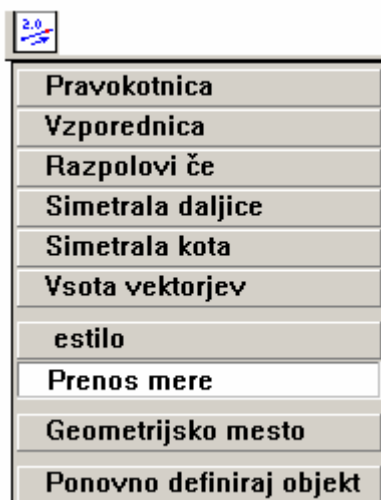 2.0
Pravokotnica
Vzporednica
Razpolovi če
Simetrala daljice
Simetrala kota
Vsota vektorjev
estilo
Prenos mere
Geometrijsko mesto
Ponovno definiraj objekt